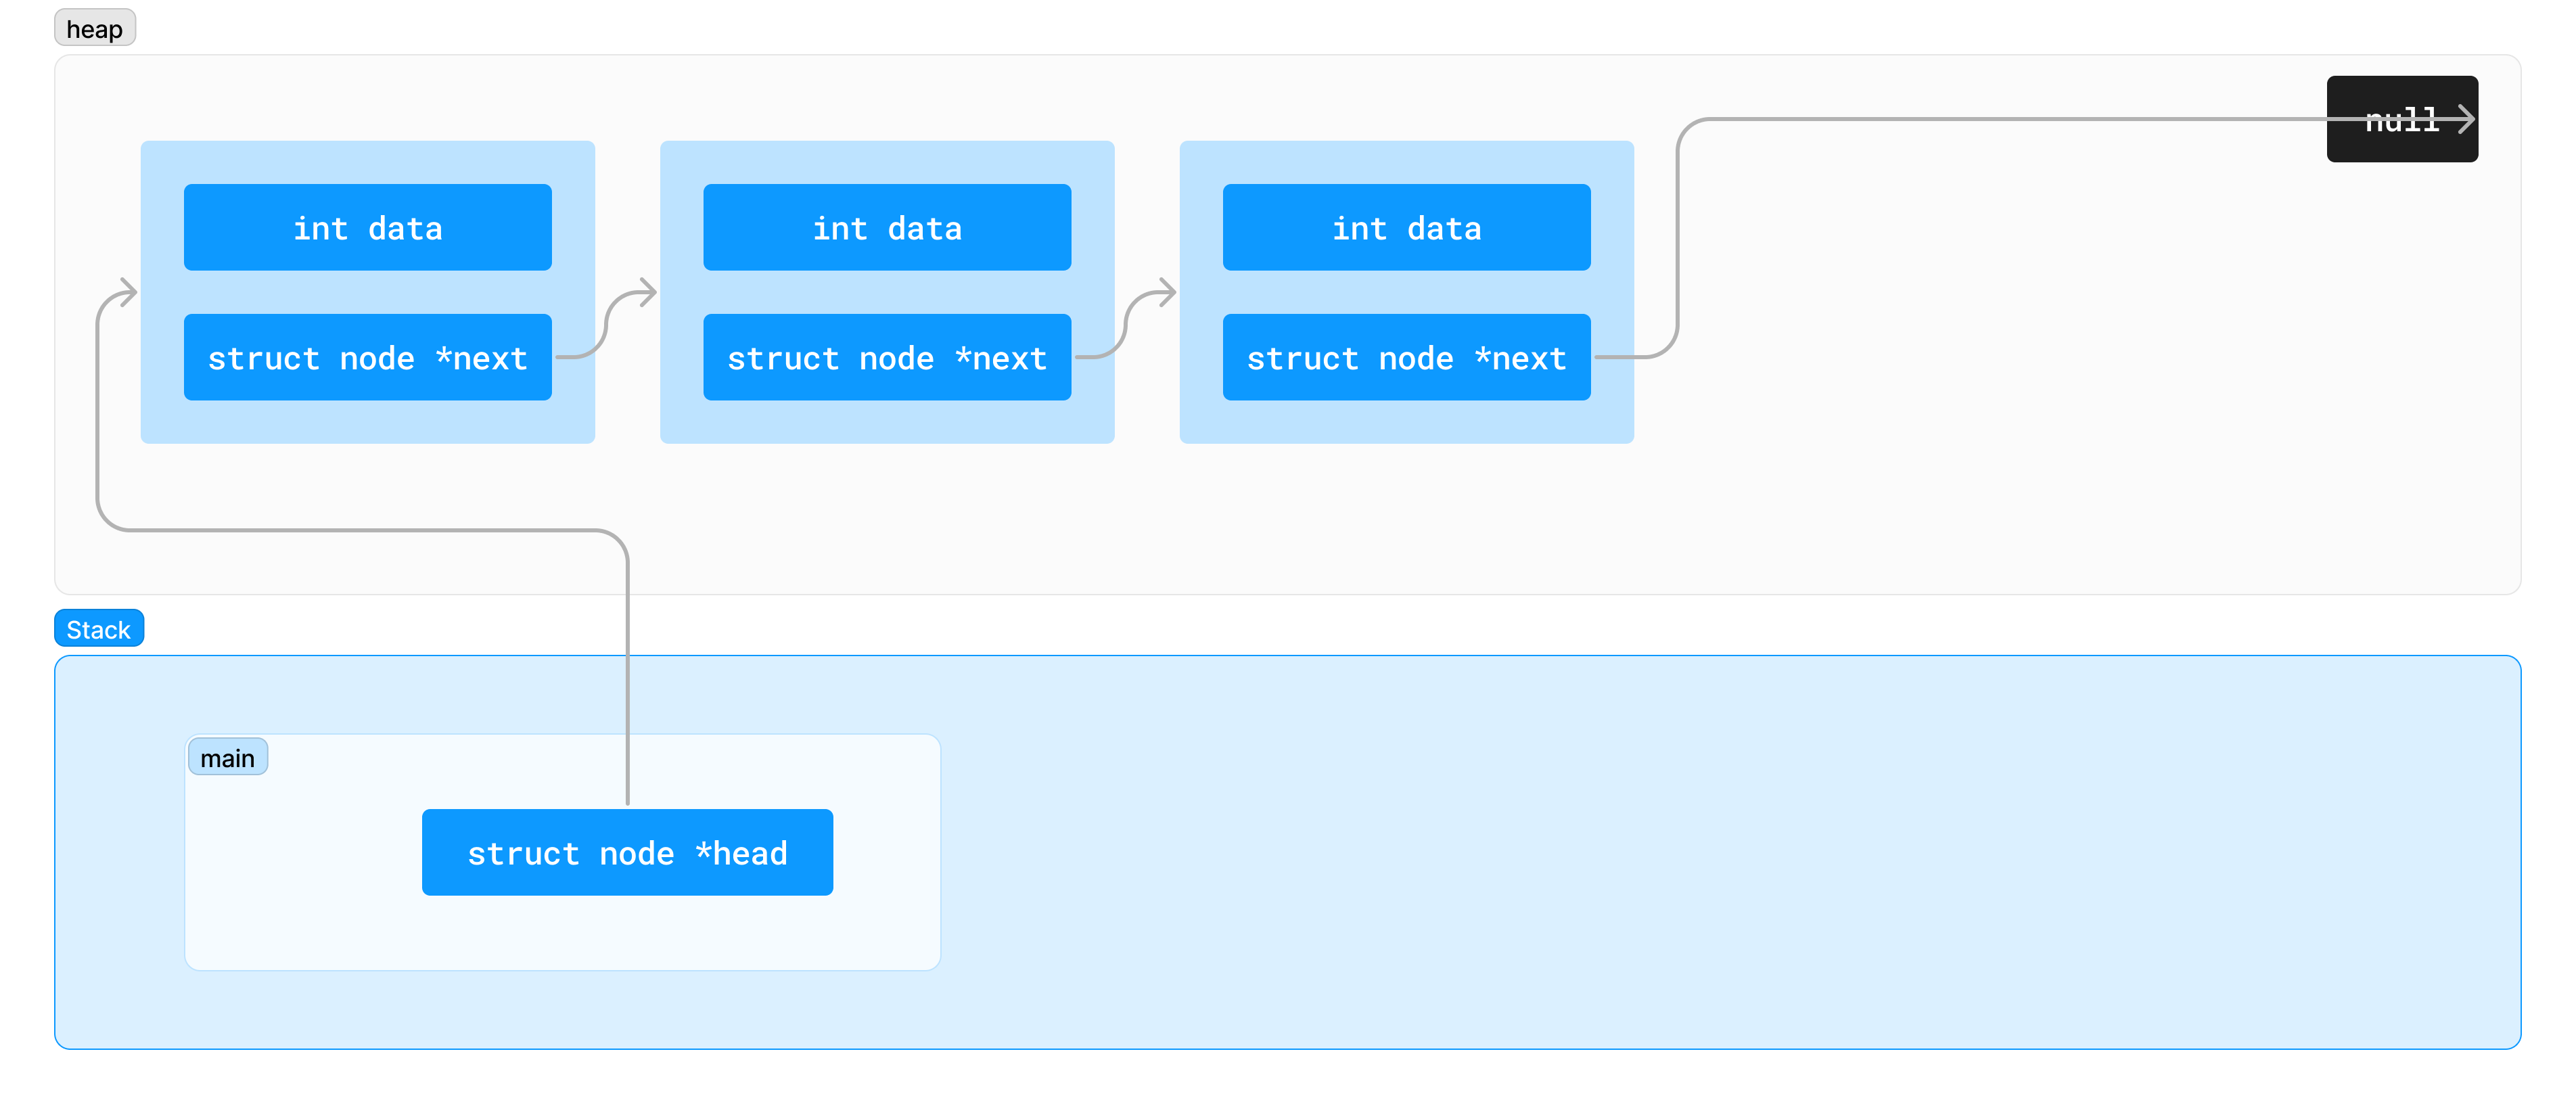 heap
null
int data
int data
int data
struct node *next
struct node *next
struct node *next
Stack
main
struct node *head